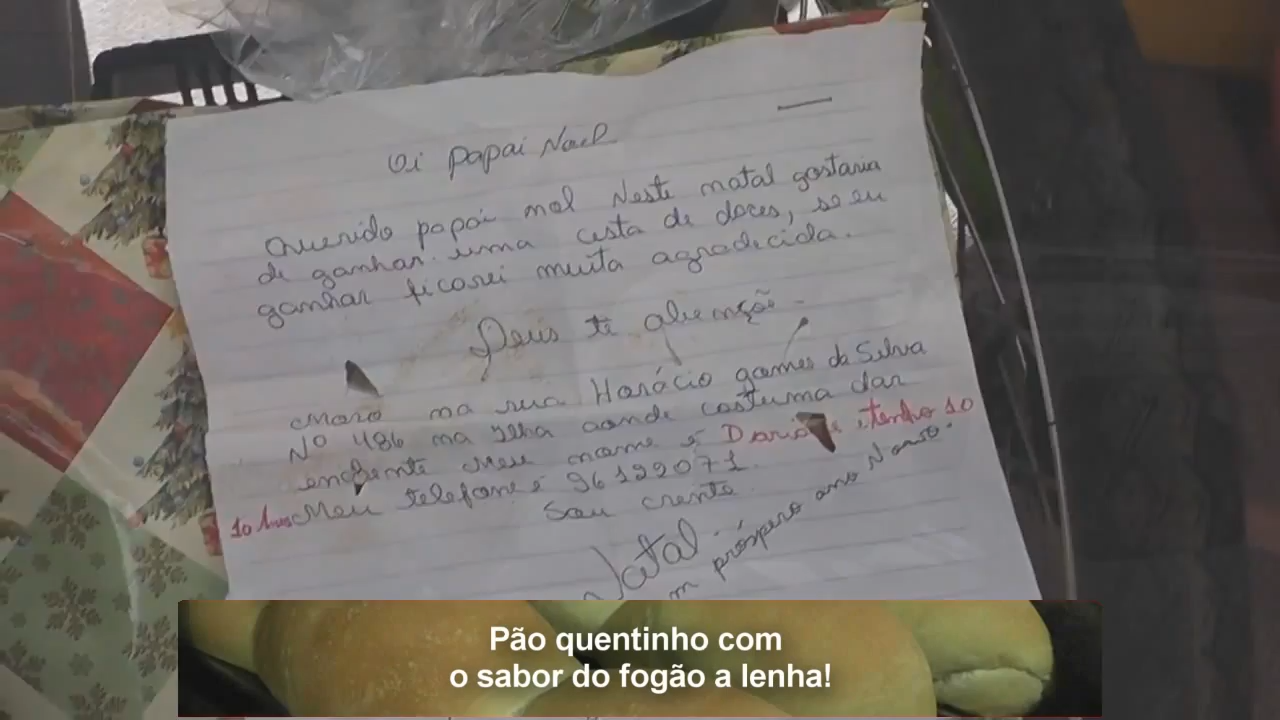 Oi papai Noel
Querido papai noel Neste natal gostaria
de ganhar uma cesta de doces, se eu
ganhar ficarei muita agradecida.
Deus te abençõe.
Moro na rua Horácio gomes da Silva
Nº 486 na Ilha aonde costuma dar
enchente Meu nome é e tenho 10
10 Anos Meu telefone é 96122071.
Sou crente
Natal.
m próspero ano Novo.
Pão quentinho com
o sabor do fogão a lenha!